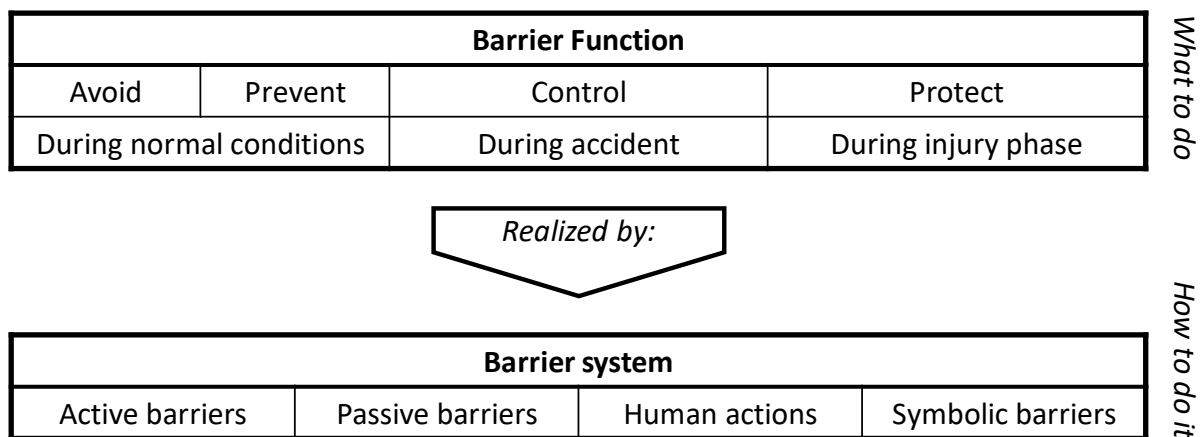 Barrier Function
Avoid Prevent Control Protect
During normal conditions During accident During injury phase
What to do
Realized by:
Barrier system
Active barriers Passive barriers Human actions Symbolic barriers
How to do it